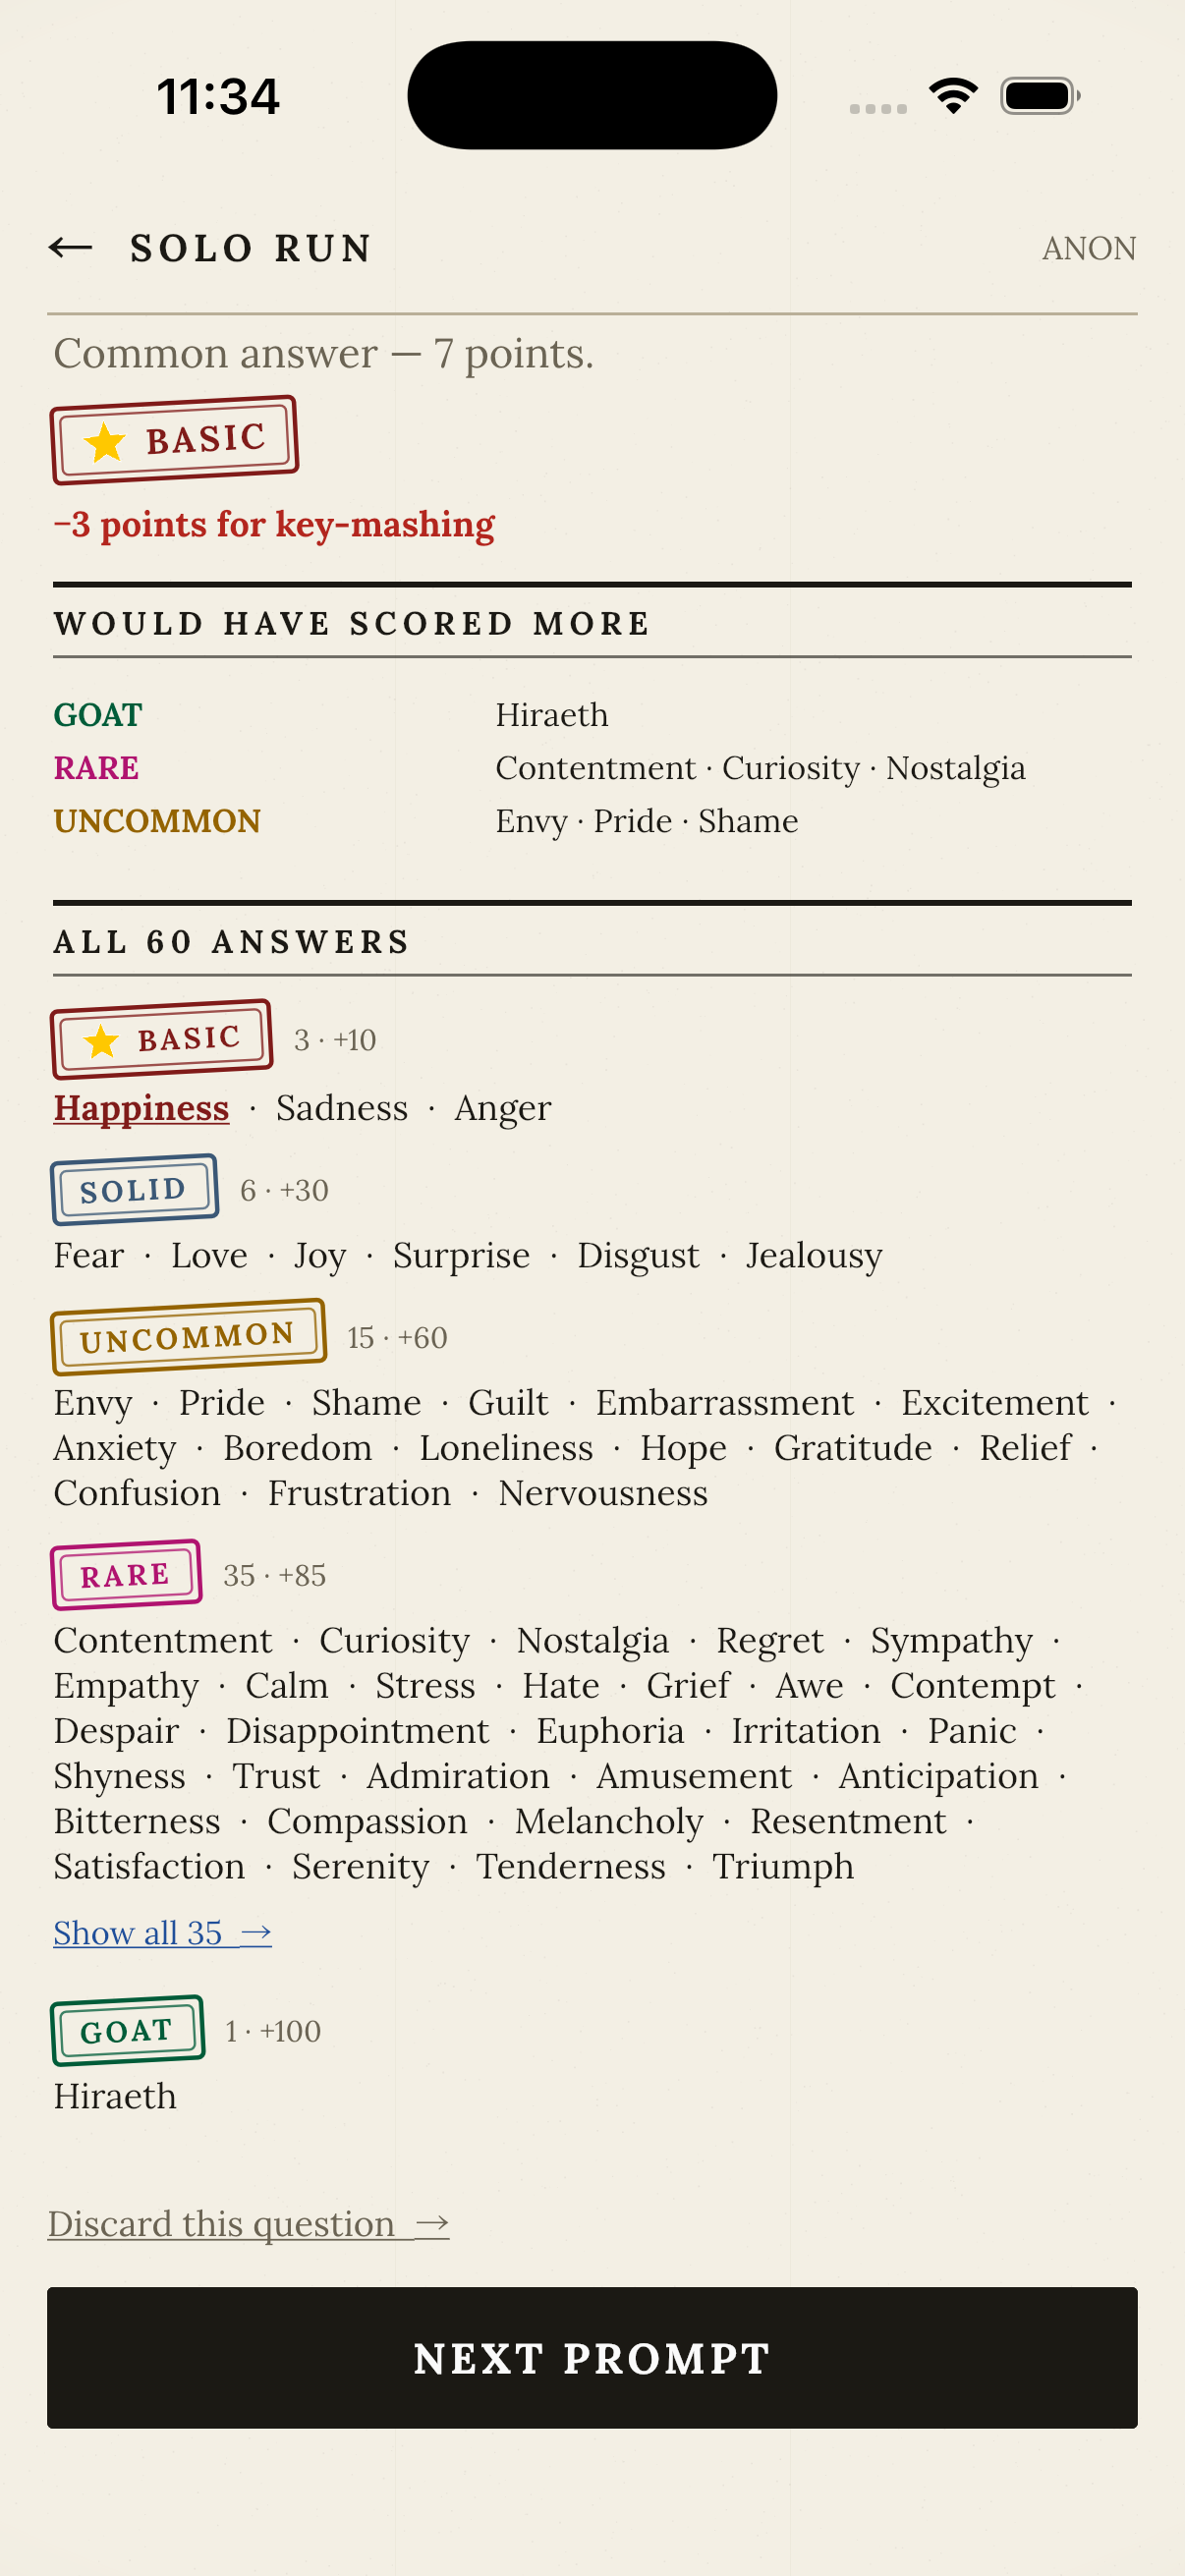 11:34
← SOLO RUN
ANON
Common answer — 7 points.
⭐ BASIC
−3 points for key-mashing
WOULD HAVE SCORED MORE
GOAT Hiraeth
RARE Contentment · Curiosity · Nostalgia
UNCOMMON Envy · Pride · Shame
ALL 60 ANSWERS
⭐ BASIC 3 · +10
Happiness · Sadness · Anger
SOLID 6 · +30
Fear · Love · Joy · Surprise · Disgust · Jealousy
UNCOMMON 15 · +60
Envy · Pride · Shame · Guilt · Embarrassment · Excitement ·
Anxiety · Boredom · Loneliness · Hope · Gratitude · Relief ·
Confusion · Frustration · Nervousness
RARE 35 · +85
Contentment · Curiosity · Nostalgia · Regret · Sympathy ·
Empathy · Calm · Stress · Hate · Grief · Awe · Contempt ·
Despair · Disappointment · Euphoria · Irritation · Panic ·
Shyness · Trust · Admiration · Amusement · Anticipation ·
Bitterness · Compassion · Melancholy · Resentment ·
Satisfaction · Serenity · Tenderness · Triumph
Show all 35 →
GOAT 1 · +100
Hiraeth
Discard this question →
NEXT PROMPT